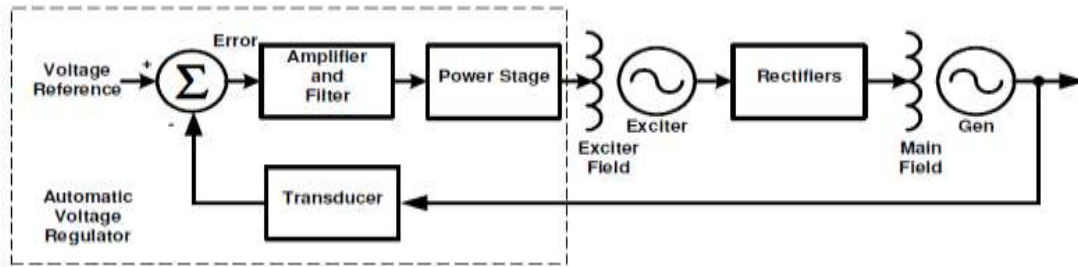 Voltage
Reference
+
Σ
-
Error
Amplifier
and
Filter
Power Stage
Exciter
Field
Exciter
Rectifiers
Main
Field
Gen
Transducer
Automatic
Voltage
Regulator